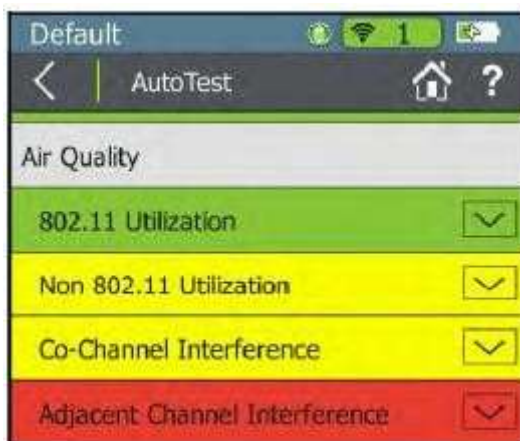 Default
1
AutoTest
?
Air Quality
802.11 Utilization
Non 802.11 Utilization
Co-Channel Interference
Adjacent Channel Interference